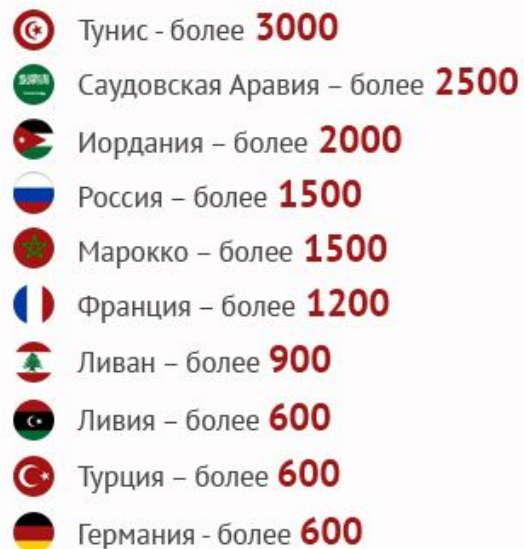 Тунис - более 3000
Саудовская Аравия – более 2500
Иордания – более 2000
Россия – более 1500
Марокко – более 1500
Франция – более 1200
Ливан – более 900
Ливия – более 600
Турция – более 600
Германия - более 600